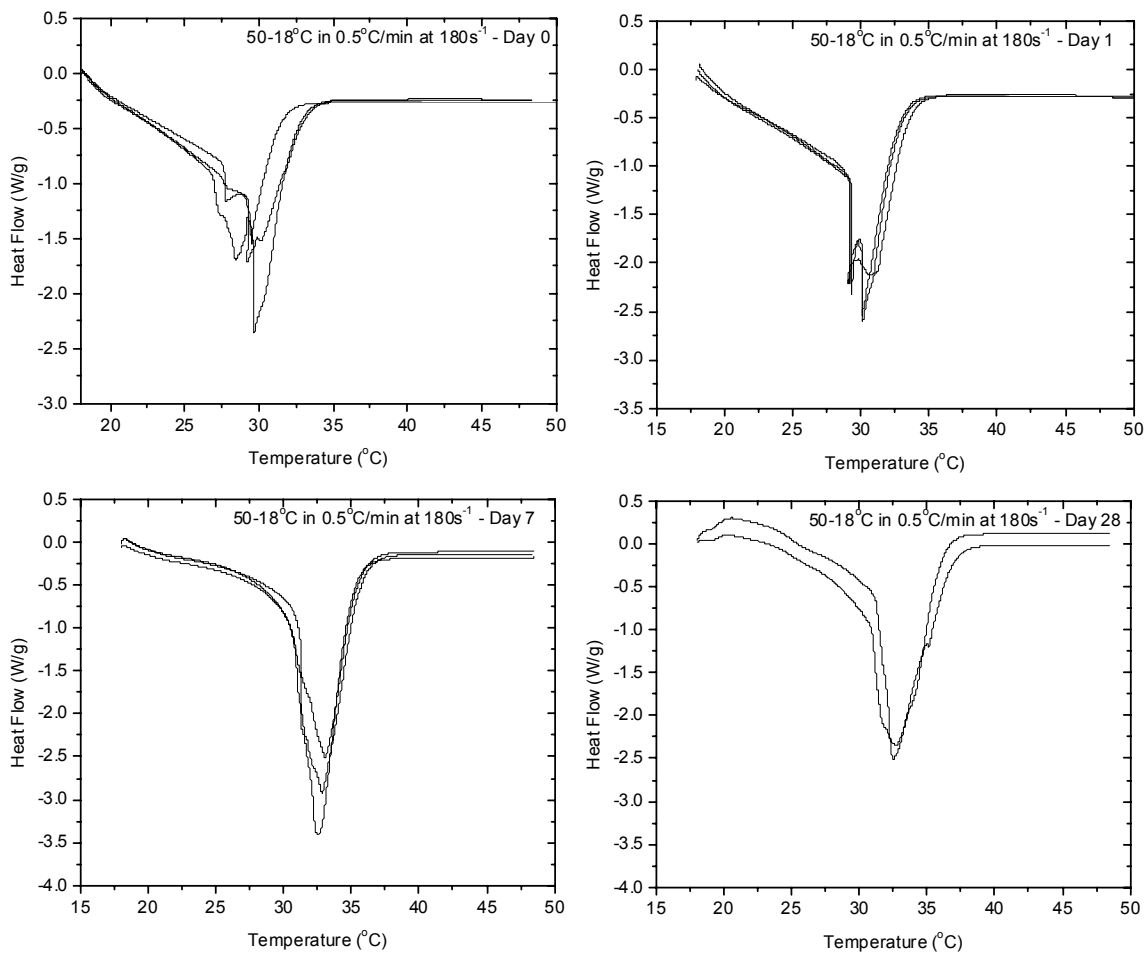 50-18°C in 0.5°C/min at 180s⁻¹ - Day 0
0.5
0.0
-0.5
-1.0
-1.5
-2.0
-2.5
-3.0
Heat Flow (W/g)
20 25 30 35 40 45 50
Temperature (°C)
50-18°C in 0.5°C/min at 180s⁻¹ - Day 1
0.5
0.0
-0.5
-1.0
-1.5
-2.0
-2.5
-3.0
-3.5
Heat Flow (W/g)
15 20 25 30 35 40 45 50
Temperature (°C)
50-18°C in 0.5°C/min at 180s⁻¹ - Day 7
0.5
0.0
-0.5
-1.0
-1.5
-2.0
-2.5
-3.0
-3.5
-4.0
Heat Flow (W/g)
15 20 25 30 35 40 45 50
Temperature (°C)
50-18°C in 0.5°C/min at 180s⁻¹ - Day 28
0.5
0.0
-0.5
-1.0
-1.5
-2.0
-2.5
-3.0
-3.5
-4.0
Heat Flow (W/g)
15 20 25 30 35 40 45 50
Temperature (°C)